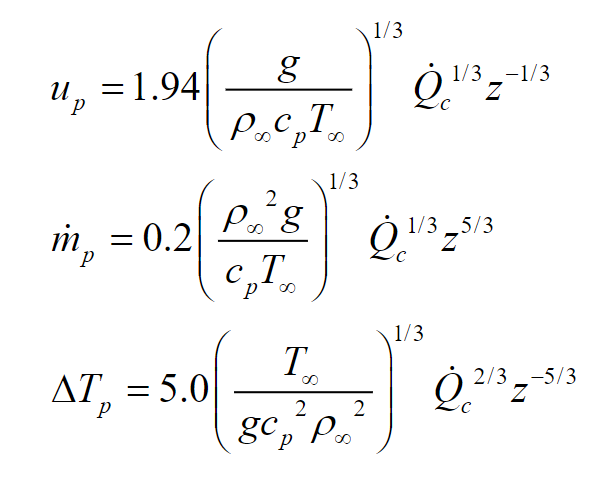 u_p = 1.94 (g / ρ_∞ c_p T_∞)^{1/3} Q̇_c^{1/3} z^{-1/3}
ṁ_p = 0.2 (ρ_∞^2 g / c_p T_∞)^{1/3} Q̇_c^{1/3} z^{5/3}
ΔT_p = 5.0 (T_∞ / g c_p^2 ρ_∞^2)^{1/3} Q̇_c^{2/3} z^{-5/3}